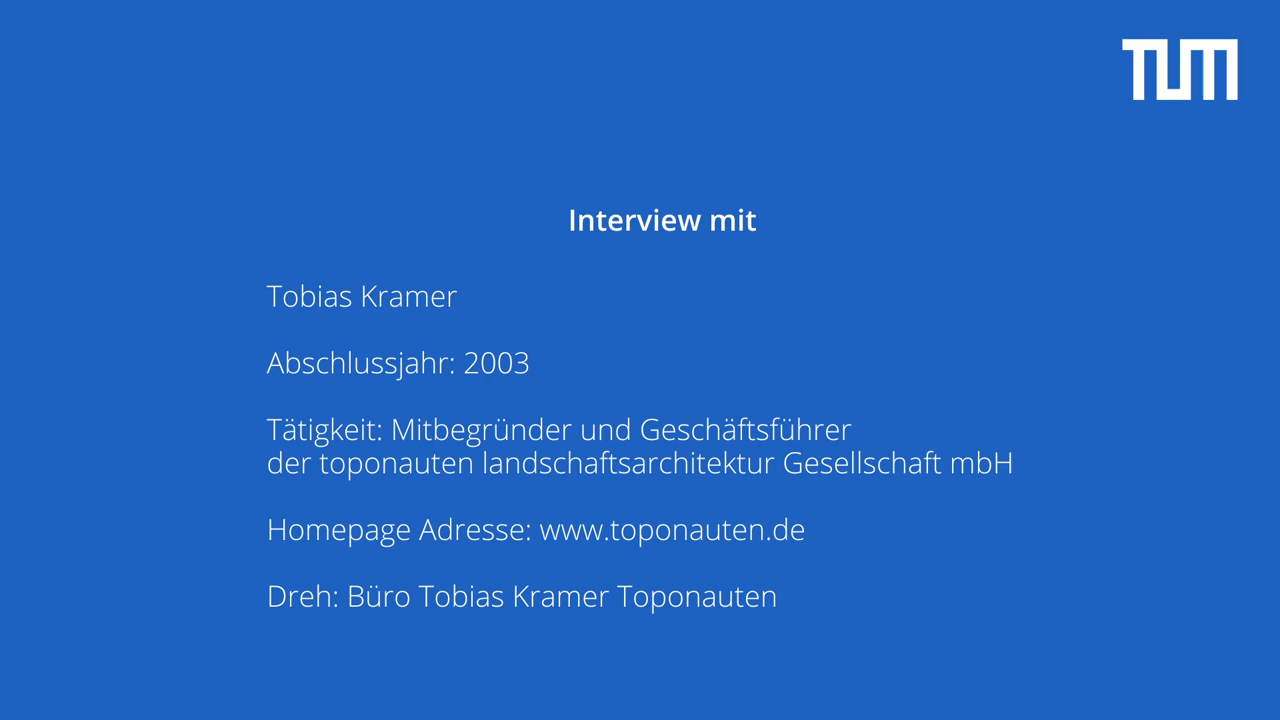 TUM
Interview mit
Tobias Kramer
Abschlussjahr: 2003
Tätigkeit: Mitbegründer und Geschäftsführer
der toponauten landschaftsarchitektur Gesellschaft mbH
Homepage Adresse: www.toponauten.de
Dreh: Büro Tobias Kramer Toponauten